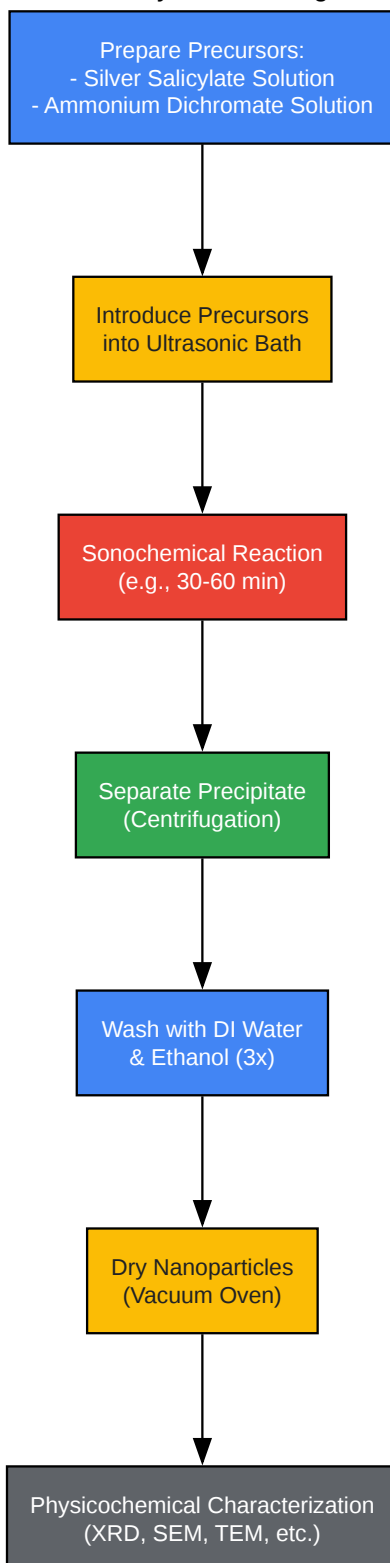 Prepare Precursors:
- Silver Salicylate Solution
- Ammonium Dichromate Solution
Introduce Precursors
into Ultrasonic Bath
Sonochemical Reaction
(e.g., 30-60 min)
Separate Precipitate
(Centrifugation)
Wash with DI Water
& Ethanol (3x)
Dry Nanoparticles
(Vacuum Oven)
Physicochemical Characterization
(XRD, SEM, TEM, etc.)